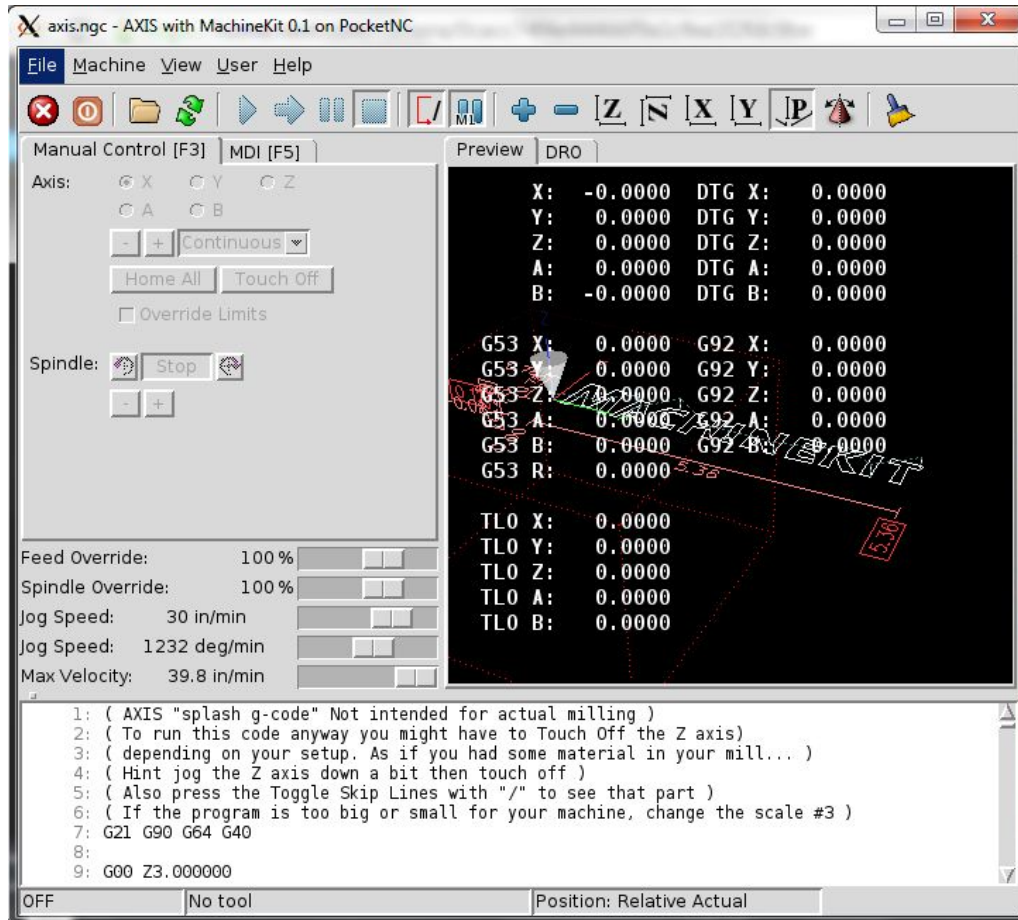 axis.ngc - AXIS with MachineKit 0.1 on PocketNC
File Machine View User Help
M1 Z N X Y P
Manual Control [F3] MDI [F5]
Preview DRO
Axis: X Y Z
A B
- + Continuous
Home All Touch Off
Override Limits
Spindle: Stop
- +
Feed Override: 100 %
Spindle Override: 100 %
Jog Speed: 30 in/min
Jog Speed: 1232 deg/min
Max Velocity: 39.8 in/min
X: -0.0000 DTG X: 0.0000
Y: 0.0000 DTG Y: 0.0000
Z: 0.0000 DTG Z: 0.0000
A: 0.0000 DTG A: 0.0000
B: -0.0000 DTG B: 0.0000
G53 X: 0.0000 G92 X: 0.0000
G53 Y: 0.0000 G92 Y: 0.0000
G53 Z: 0.0000 G92 Z: 0.0000
G53 A: 0.0000 G92 A: 0.0000
G53 B: 0.0000 G92 B: 0.0000
G53 R: 0.0000
TLO X: 0.0000
TLO Y: 0.0000
TLO Z: 0.0000
TLO A: 0.0000
TLO B: 0.0000
MACHINEKIT
5.36
5.36
1: ( AXIS "splash g-code" Not intended for actual milling )
2: ( To run this code anyway you might have to Touch Off the Z axis)
3: ( depending on your setup. As if you had some material in your mill... )
4: ( Hint jog the Z axis down a bit then touch off )
5: ( Also press the Toggle Skip Lines with "/" to see that part )
6: ( If the program is too big or small for your machine, change the scale #3 )
7: G21 G90 G64 G40
8:
9: G00 Z3.000000
OFF No tool Position: Relative Actual